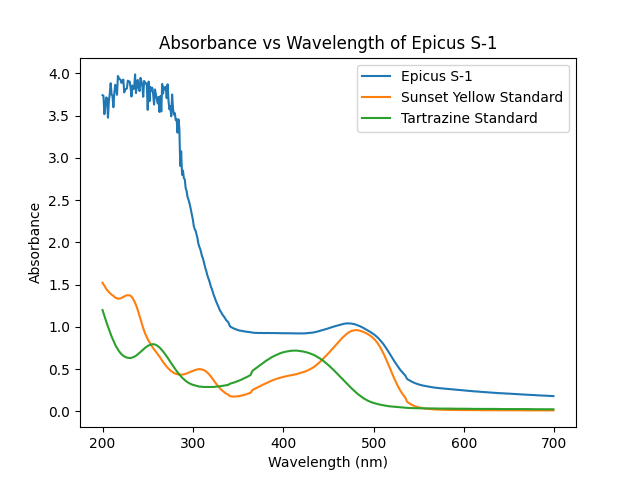 Absorbance vs Wavelength of Epicus S-1
Epicus S-1
Sunset Yellow Standard
Tartrazine Standard
4.0
3.5
3.0
2.5
2.0
1.5
1.0
0.5
0.0
Absorbance
200 300 400 500 600 700
Wavelength (nm)